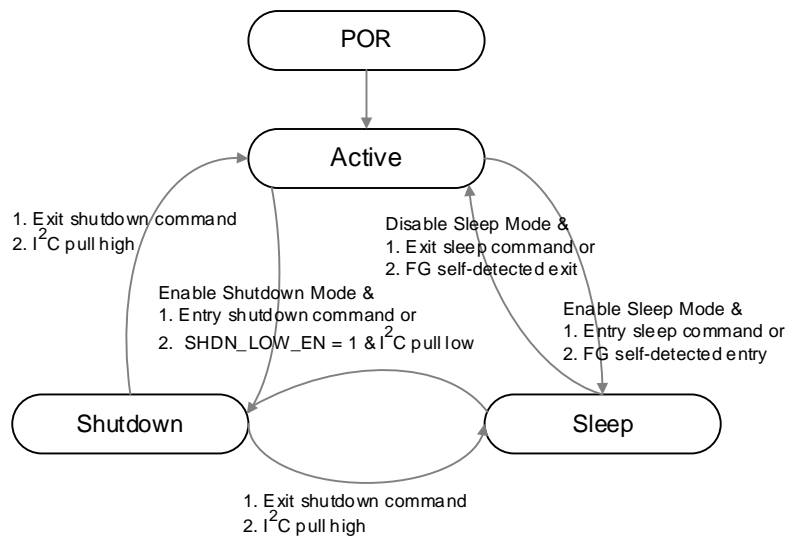 POR
Active
1. Exit shutdown command
2. I²C pull high
Disable Sleep Mode &
1. Exit sleep command or
2. FG self-detected exit
Enable Shutdown Mode &
1. Entry shutdown command or
2. SHDN_LOW_EN = 1 & I²C pull low
Enable Sleep Mode &
1. Entry sleep command or
2. FG self-detected entry
Shutdown
Sleep
1. Exit shutdown command
2. I²C pull high